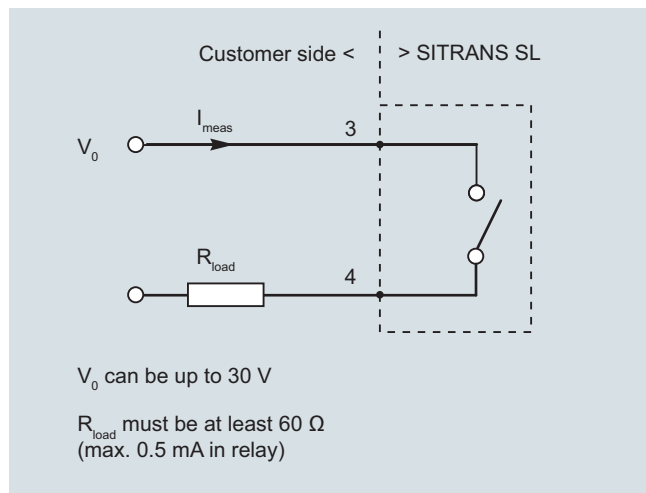 Customer side < > SITRANS SL
I_meas
3
V_0
R_load
4
V_0 can be up to 30 V
R_load must be at least 60 Ω
(max. 0.5 mA in relay)